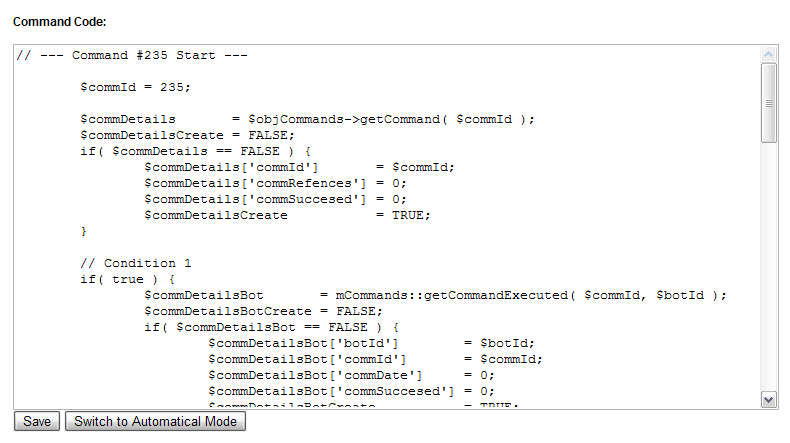 Command Code:
// --- Command #235 Start ---
$commId = 235;
$commDetails       = $objCommands->getCommand( $commId );
$commDetailsCreate = FALSE;
if( $commDetails == FALSE ) {
$commDetails['commId']       = $commId;
$commDetails['commRefences'] = 0;
$commDetails['commSuccesed'] = 0;
$commDetailsCreate           = TRUE;
}
// Condition 1
if( true ) {
$commDetailsBot       = mCommands::getCommandExecuted( $commId, $botId );
$commDetailsBotCreate = FALSE;
if( $commDetailsBot == FALSE ) {
$commDetailsBot['botId']        = $botId;
$commDetailsBot['commId']       = $commId;
$commDetailsBot['commDate']     = 0;
$commDetailsBot['commSuccesed'] = 0;
$commDetailsBotCreate           = TRUE;
Save
Switch to Automatical Mode